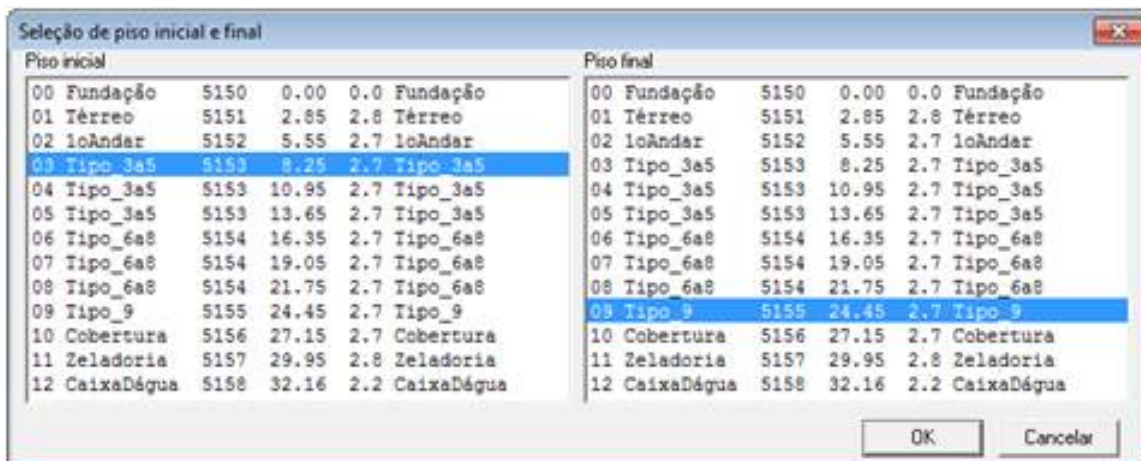 Seleção de piso inicial e final
Piso inicial
00 Fundação 5150 0.00 0.0 Fundação
01 Térreo 5151 2.85 2.8 Térreo
02 1oAndar 5152 5.55 2.7 1oAndar
03 Tipo_3a5 5153 8.25 2.7 Tipo_3a5
04 Tipo_3a5 5153 10.95 2.7 Tipo_3a5
05 Tipo_3a5 5153 13.65 2.7 Tipo_3a5
06 Tipo_6a8 5154 16.35 2.7 Tipo_6a8
07 Tipo_6a8 5154 19.05 2.7 Tipo_6a8
08 Tipo_6a8 5154 21.75 2.7 Tipo_6a8
09 Tipo_9 5155 24.45 2.7 Tipo_9
10 Cobertura 5156 27.15 2.7 Cobertura
11 Zeladoria 5157 29.95 2.8 Zeladoria
12 CaixaDágua 5158 32.16 2.2 CaixaDágua
Piso final
00 Fundação 5150 0.00 0.0 Fundação
01 Térreo 5151 2.85 2.8 Térreo
02 1oAndar 5152 5.55 2.7 1oAndar
03 Tipo_3a5 5153 8.25 2.7 Tipo_3a5
04 Tipo_3a5 5153 10.95 2.7 Tipo_3a5
05 Tipo_3a5 5153 13.65 2.7 Tipo_3a5
06 Tipo_6a8 5154 16.35 2.7 Tipo_6a8
07 Tipo_6a8 5154 19.05 2.7 Tipo_6a8
08 Tipo_6a8 5154 21.75 2.7 Tipo_6a8
09 Tipo_9 5155 24.45 2.7 Tipo_9
10 Cobertura 5156 27.15 2.7 Cobertura
11 Zeladoria 5157 29.95 2.8 Zeladoria
12 CaixaDágua 5158 32.16 2.2 CaixaDágua
OK
Cancelar